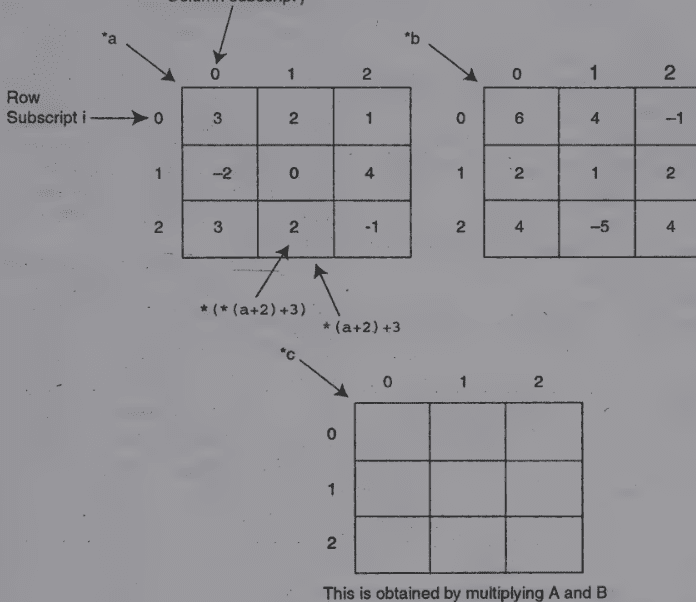 *a
*b
0 1 2
0 1 2
Row
Subscript i
0 3 2 1
0 6 4 –1
1 –2 0 4
1 2 1 2
2 3 2 -1
2 4 –5 4
*(*(a+2)+3)
*(a+2)+3
*c
0 1 2
0
1
2
This is obtained by multiplying A and B